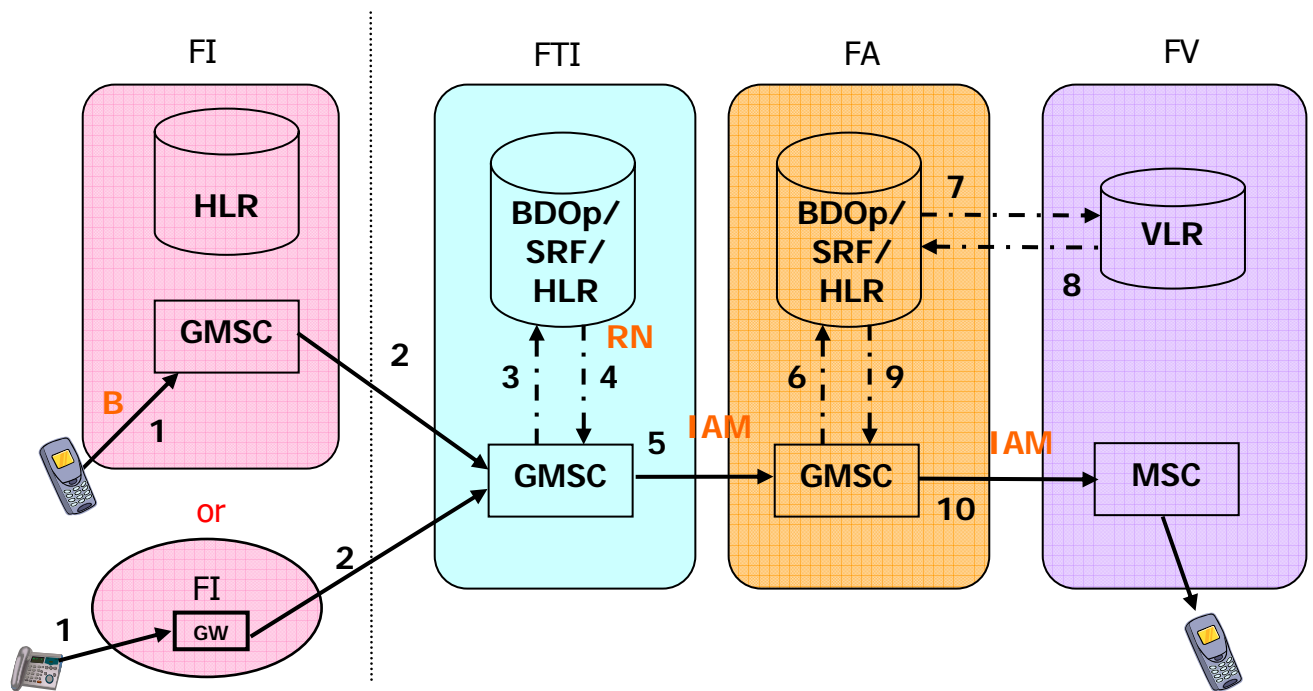 FI
FTI
FA
FV
HLR
BDOp/
SRF/
HLR
BDOp/
SRF/
HLR
7
VLR
8
GMSC
2
RN
3
4
6
9
B
1
IAM
IAM
5
GMSC
GMSC
MSC
10
or
2
FI
1
GW